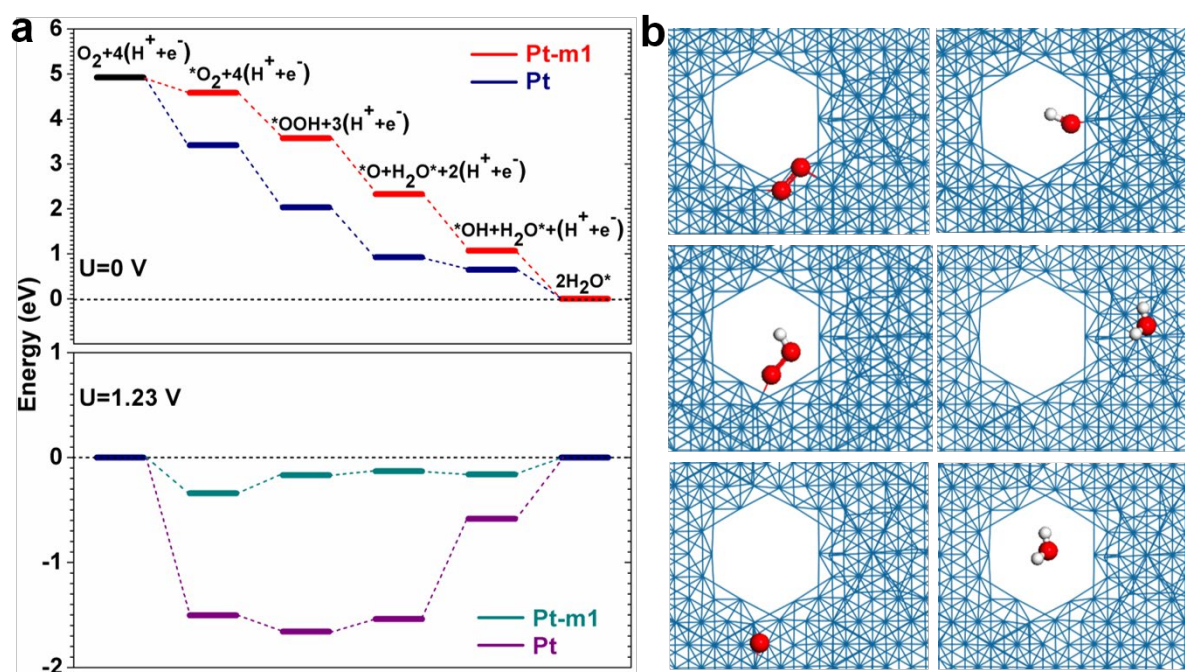 a
b
6
5
4
3
2
1
0
Energy (eV)
O2+4(H++e-)
*O2+4(H++e-)
*OOH+3(H++e-)
*O+H2O*+2(H++e-)
*OH+H2O*+(H++e-)
2H2O*
Pt-m1
Pt
U=0 V
1
0
-1
-2
U=1.23 V
Pt-m1
Pt